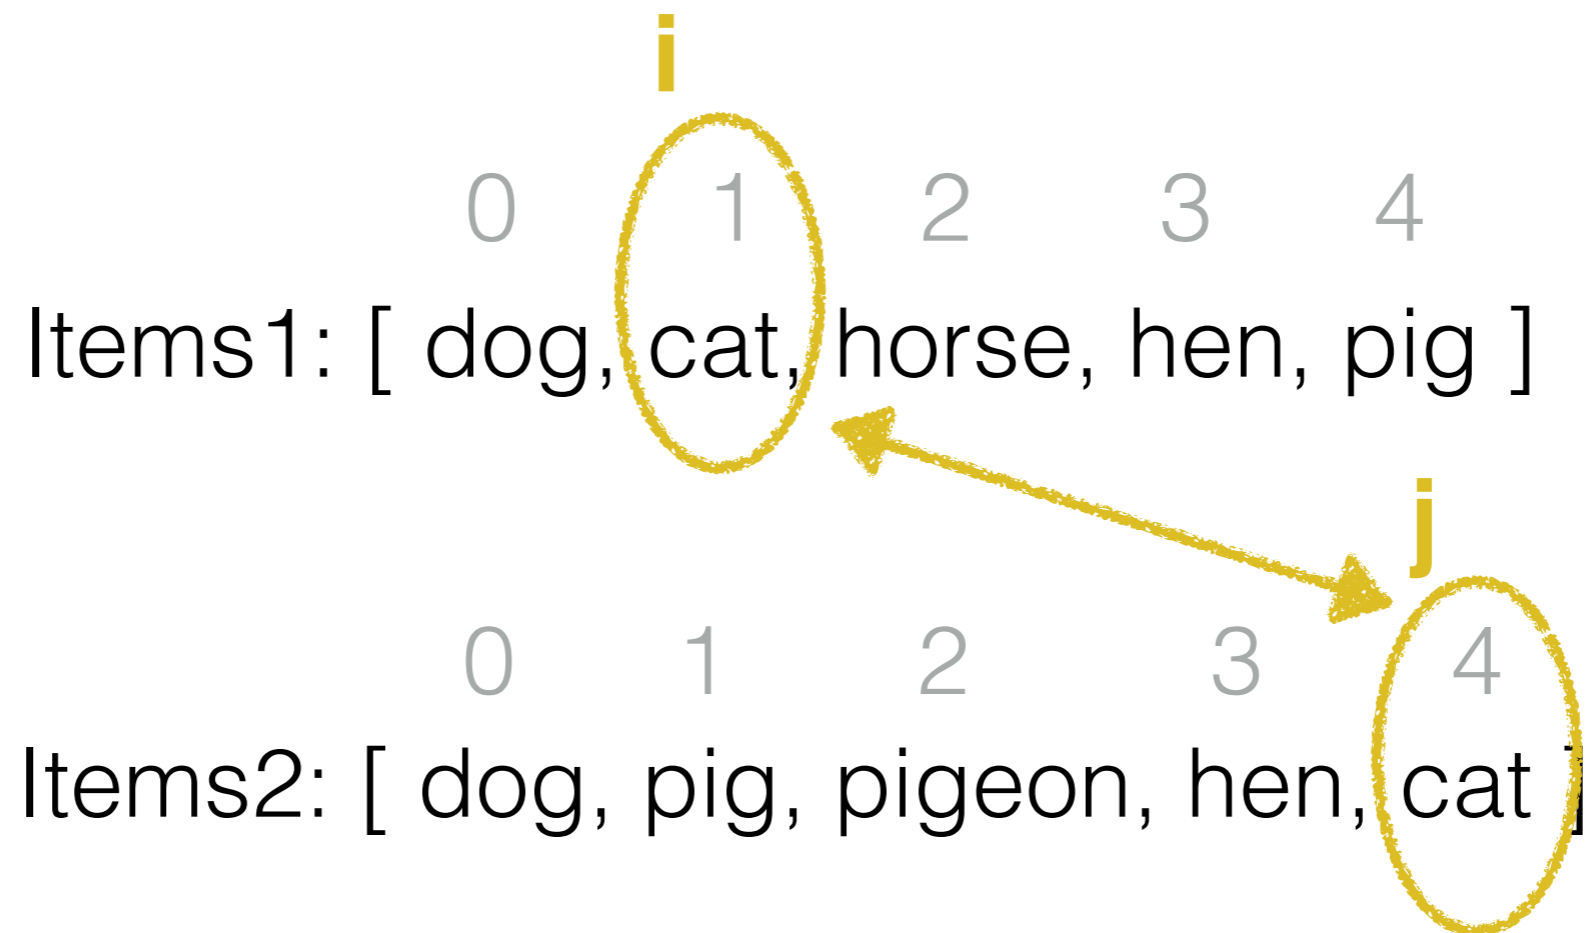 i
0 1 2 3 4
Items1: [ dog, cat, horse, hen, pig ]
j
0 1 2 3 4
Items2: [ dog, pig, pigeon, hen, cat ]